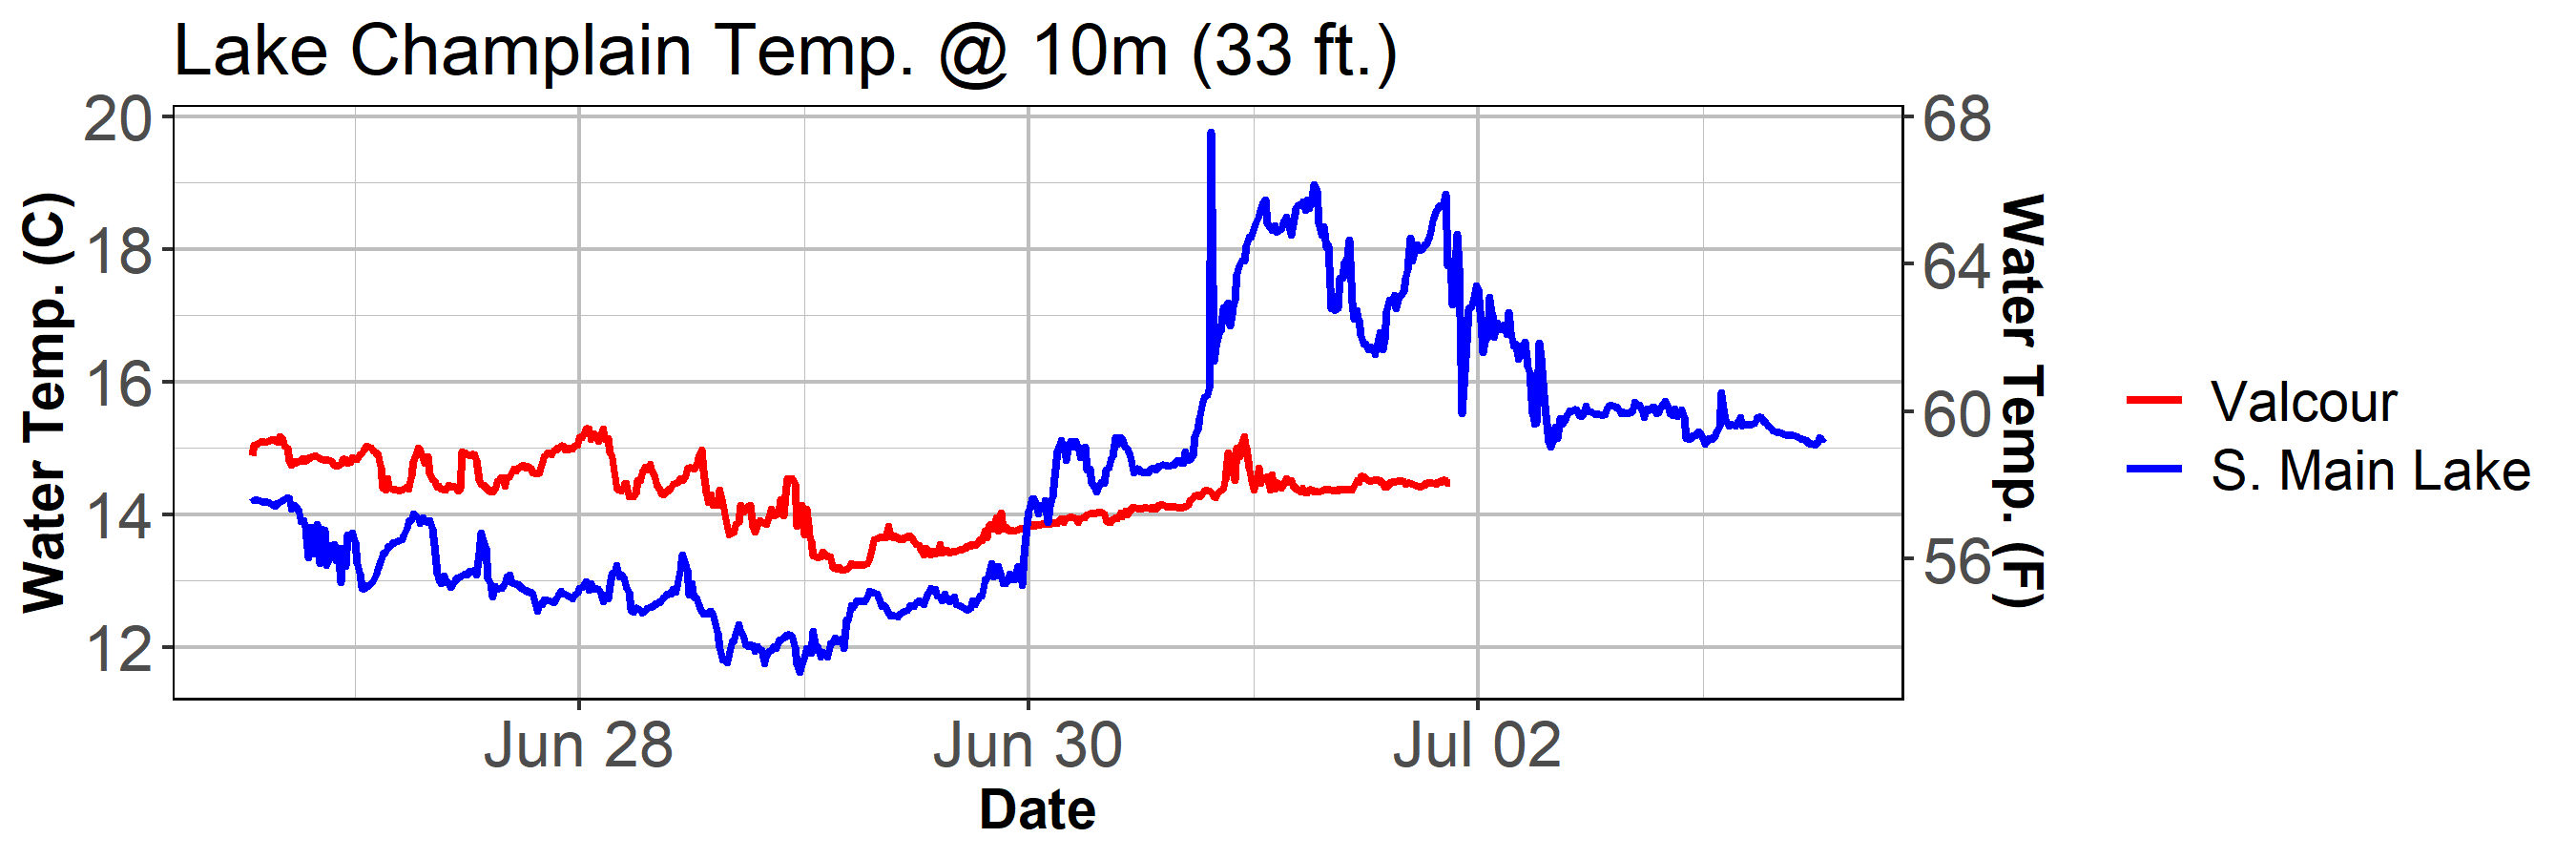 Lake Champlain Temp. @ 10m (33 ft.)
Water Temp. (C)
20
18
16
14
12
68
64
60
56
Water Temp. (F)
Jun 28
Jun 30
Jul 02
Date
Valcour
S. Main Lake